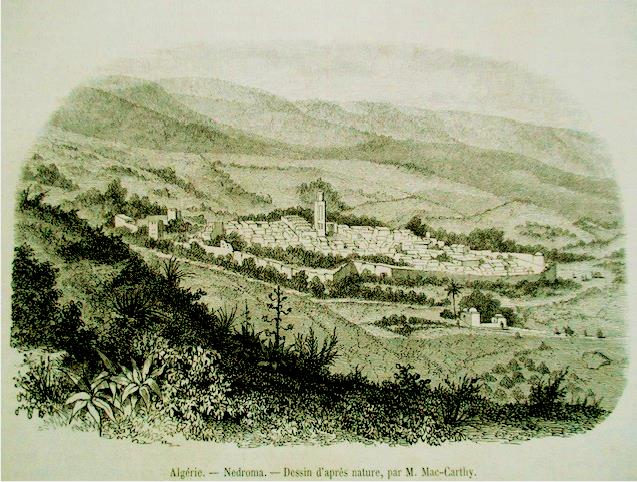 Algérie. — Nedroma. — Dessin d'après nature, par M. Mac-Carthy.